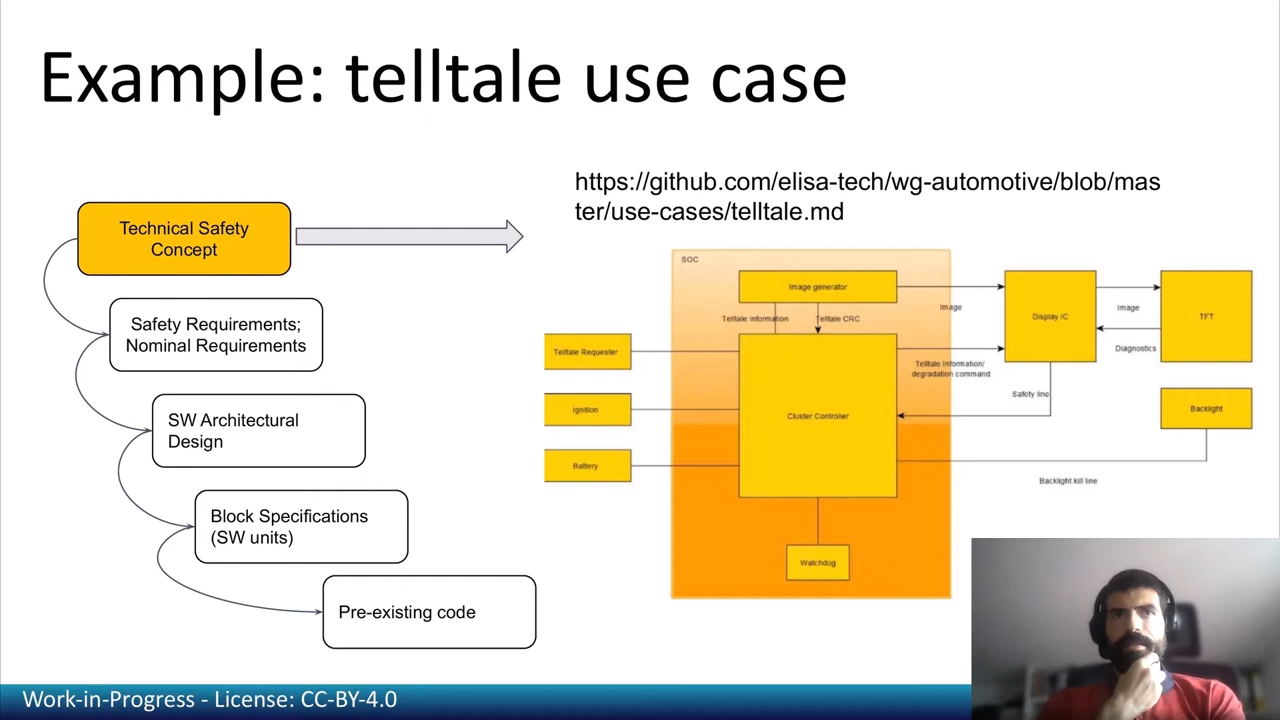 Example: telltale use case
https://github.com/elisa-tech/wg-automotive/blob/mas
ter/use-cases/telltale.md
Technical Safety
Concept
Safety Requirements;
Nominal Requirements
SW Architectural
Design
Block Specifications
(SW units)
Pre-existing code
SOC
Image generator
Telltale information
Telltale CRC
Image
Display IC
Image
TFT
Diagnostics
Telltale Requester
Telltale Information/
degradation command
Safety line
Ignition
Cluster Controller
Backlight
Battery
Backlight kill line
Watchdog
Work-in-Progress - License: CC-BY-4.0